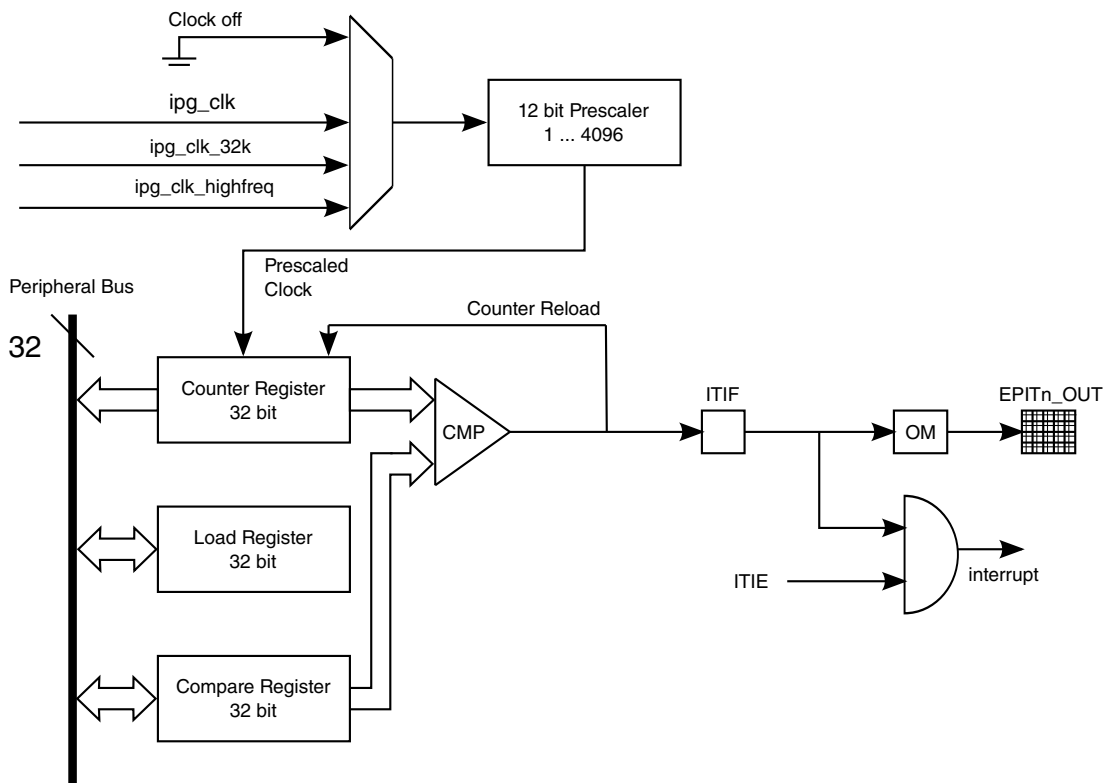 Clock off
ipg_clk
ipg_clk_32k
ipg_clk_highfreq
12 bit Prescaler
1 ... 4096
Prescaled
Clock
Peripheral Bus
32
Counter Reload
Counter Register
32 bit
CMP
ITIF
OM
EPITn_OUT
Load Register
32 bit
ITIE
interrupt
Compare Register
32 bit